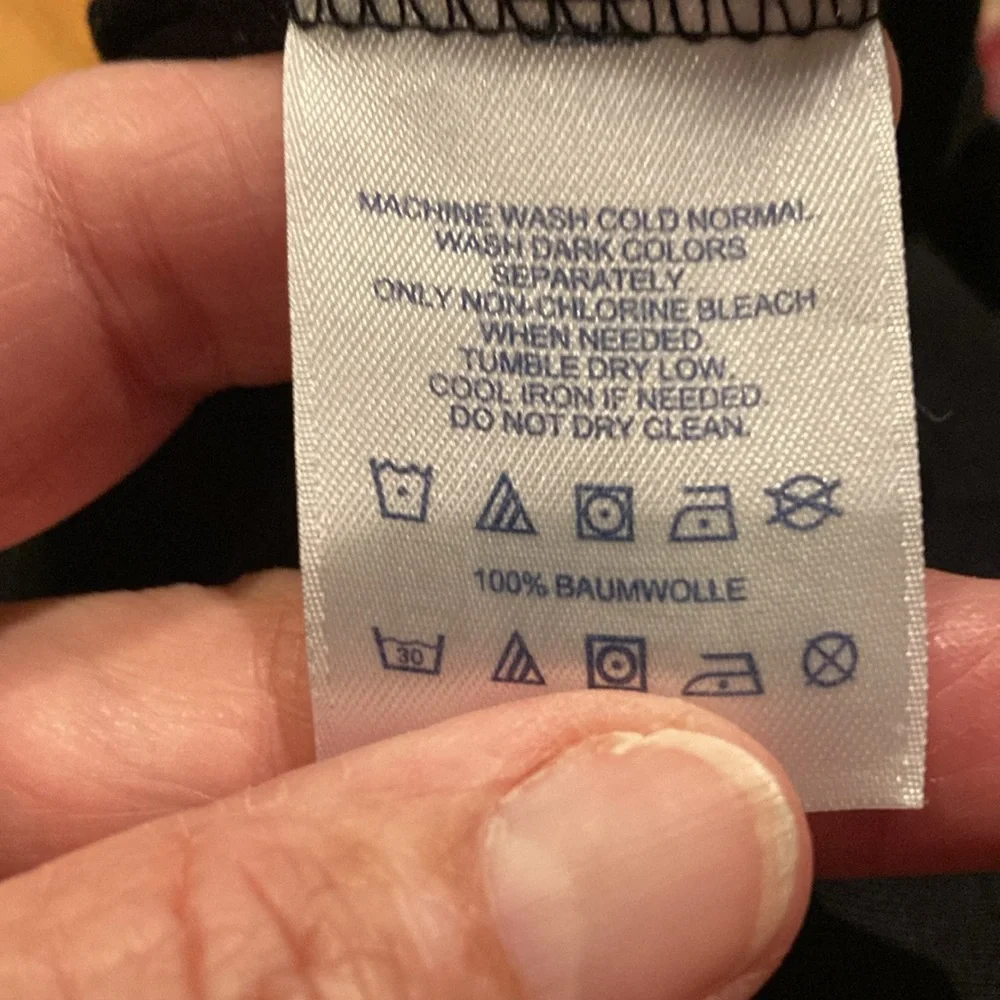 MACHINE WASH COLD NORMAL.
WASH DARK COLORS
SEPARATELY
ONLY NON-CHLORINE BLEACH
WHEN NEEDED
TUMBLE DRY LOW.
COOL IRON IF NEEDED.
DO NOT DRY CLEAN.
100% BAUMWOLLE
30